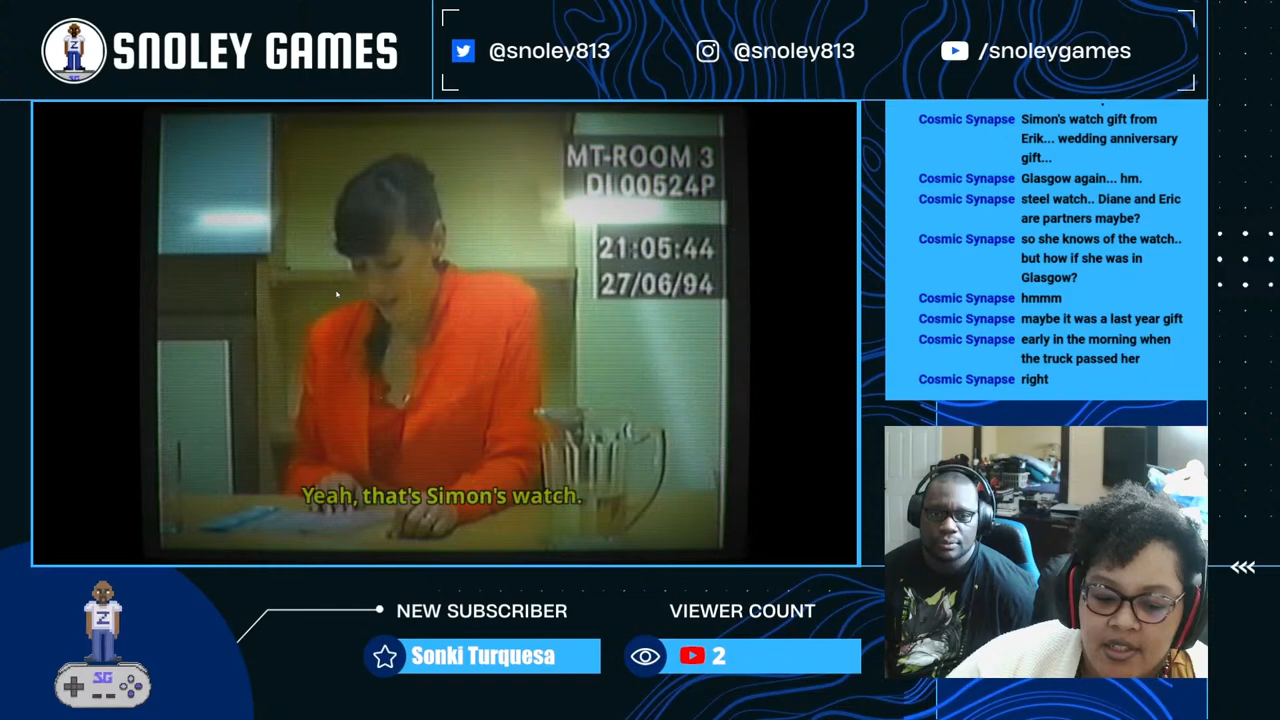 SNOLEY GAMES
@snoley813
@snoley813
/snoleygames
MT-ROOM 3
DI 00524P
21:05:44
27/06/94
Yeah, that's Simon's watch.
Cosmic Synapse Simon's watch gift from
Erik... wedding anniversary
gift...
Cosmic Synapse Glasgow again... hm.
Cosmic Synapse steel watch.. Diane and Eric
are partners maybe?
Cosmic Synapse so she knows of the watch..
but how if she was in
Glasgow?
Cosmic Synapse hmmm
Cosmic Synapse maybe it was a last year gift
Cosmic Synapse early in the morning when
the truck passed her
Cosmic Synapse right
NEW SUBSCRIBER
Sonki Turquesa
VIEWER COUNT
2
Z
SG
Z
SG